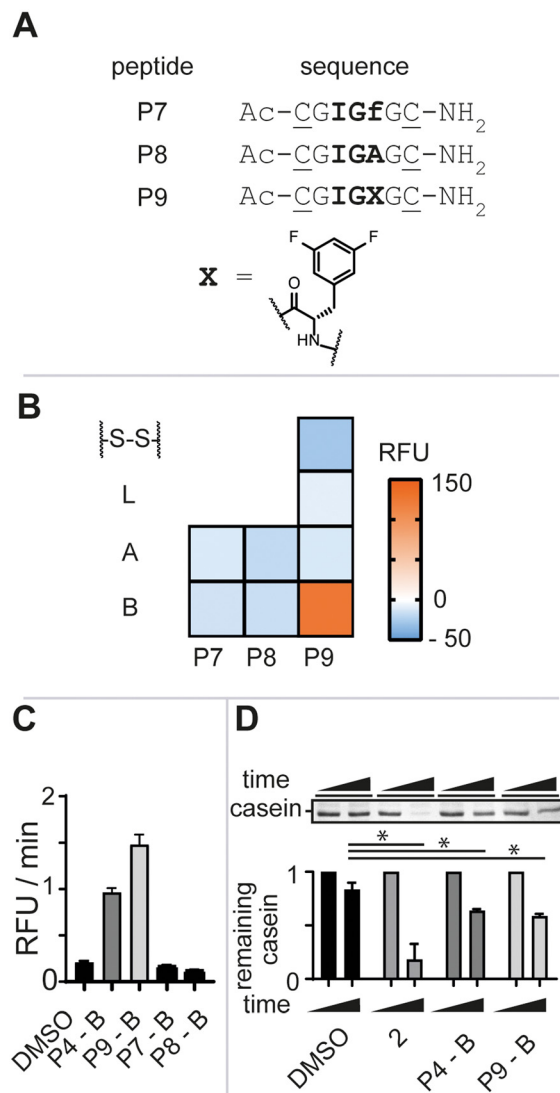 A
peptide sequence
P7 Ac-CGIGfGC-NH2
P8 Ac-CGIGAGC-NH2
P9 Ac-CGIGXGC-NH2
X =
F F
O
HN
B
S-S
L
A
B
P7 P8 P9
RFU
150
0
- 50
C
2
1
0
RFU / min
DMSO
P4 - B
P9 - B
P7 - B
P8 - B
D
time
casein
* * *
1
0
remaining
casein
time
DMSO
2
P4 - B
P9 - B